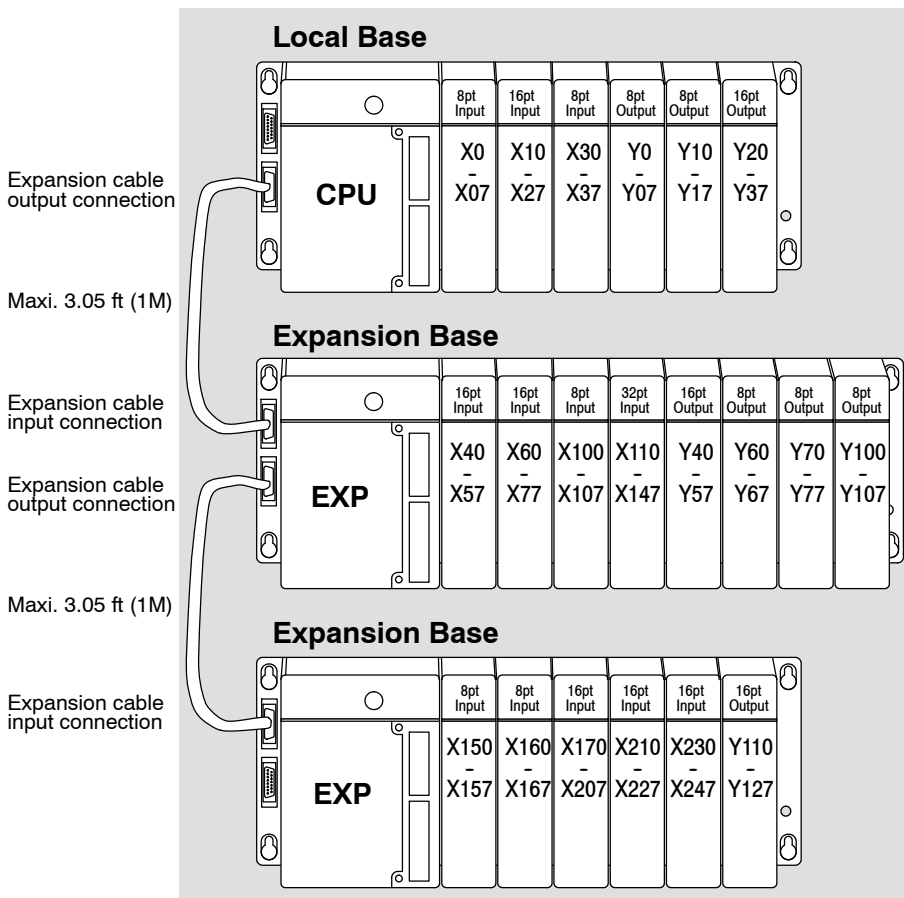 Local Base
8pt Input
16pt Input
8pt Input
8pt Output
8pt Output
16pt Output
CPU
X0 - X07
X10 - X27
X30 - X37
Y0 - Y07
Y10 - Y17
Y20 - Y37
Expansion cable
output connection
Maxi. 3.05 ft (1M)
Expansion Base
16pt Input
16pt Input
8pt Input
32pt Input
16pt Output
8pt Output
8pt Output
8pt Output
Expansion cable
input connection
Expansion cable
output connection
EXP
X40 - X57
X60 - X77
X100 - X107
X110 - X147
Y40 - Y57
Y60 - Y67
Y70 - Y77
Y100 - Y107
Maxi. 3.05 ft (1M)
Expansion Base
8pt Input
8pt Input
16pt Input
16pt Input
16pt Input
16pt Output
Expansion cable
input connection
EXP
X150 - X157
X160 - X167
X170 - X207
X210 - X227
X230 - X247
Y110 - Y127